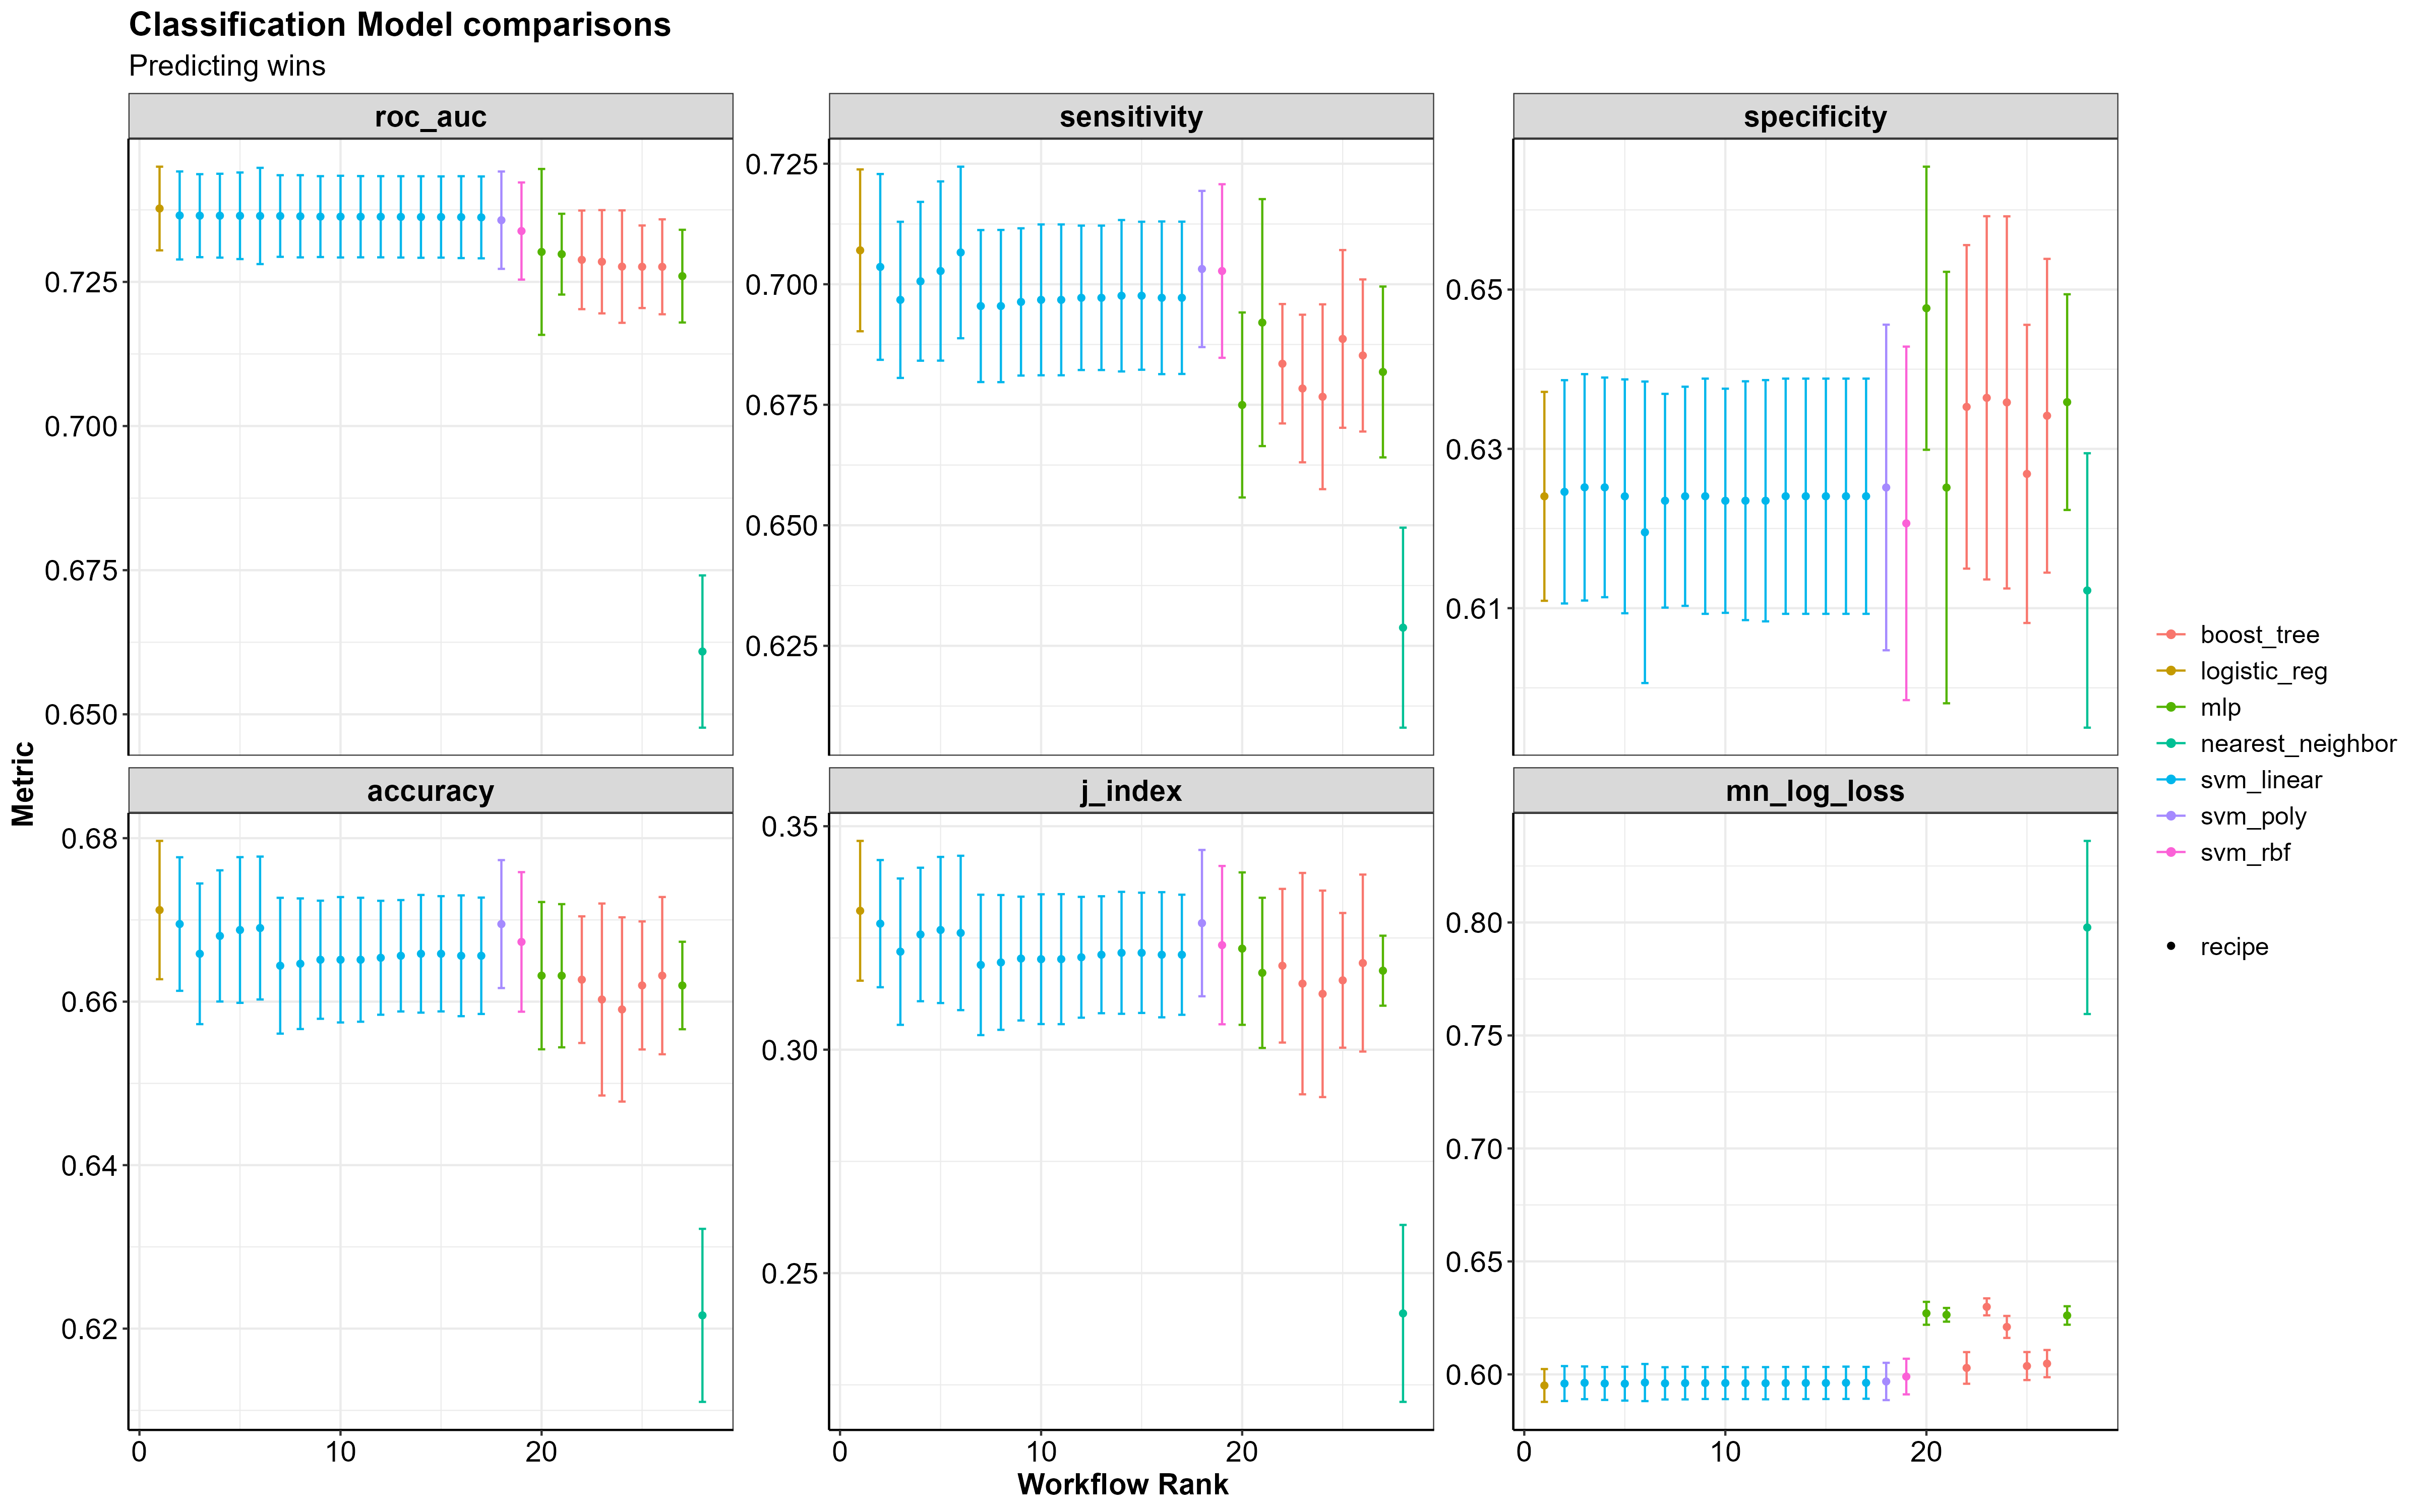 Classification Model comparisons
Predicting wins
roc_auc
sensitivity
specificity
0.725
0.700
0.675
0.650
0.725
0.700
0.675
0.650
0.625
0.65
0.63
0.61
accuracy
j_index
mn_log_loss
0.68
0.66
0.64
0.62
0.35
0.30
0.25
0.80
0.75
0.70
0.65
0.60
0 10 20
0 10 20
0 10 20
Metric
Workflow Rank
boost_tree
logistic_reg
mlp
nearest_neighbor
svm_linear
svm_poly
svm_rbf
recipe